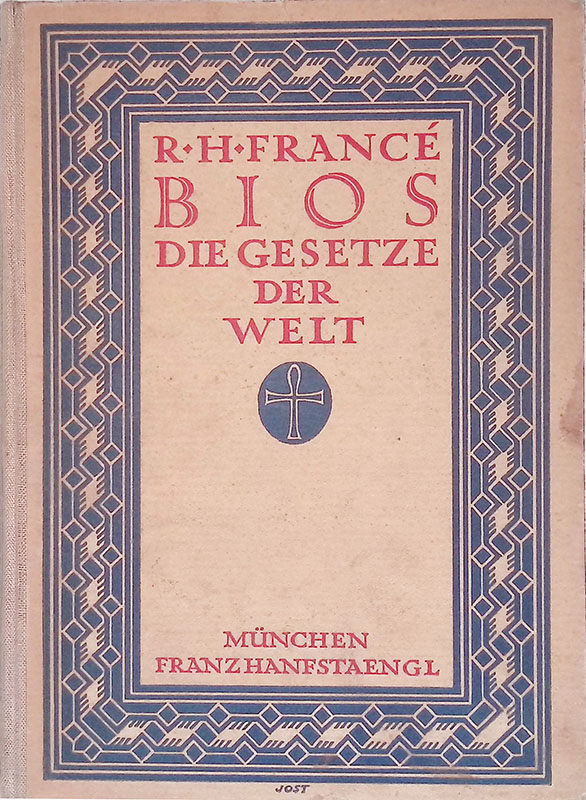 R·H·FRANCÉ
BIOS
DIE GESETZE
DER
WELT
MÜNCHEN
FRANZ HANFSTAENGL
JOST